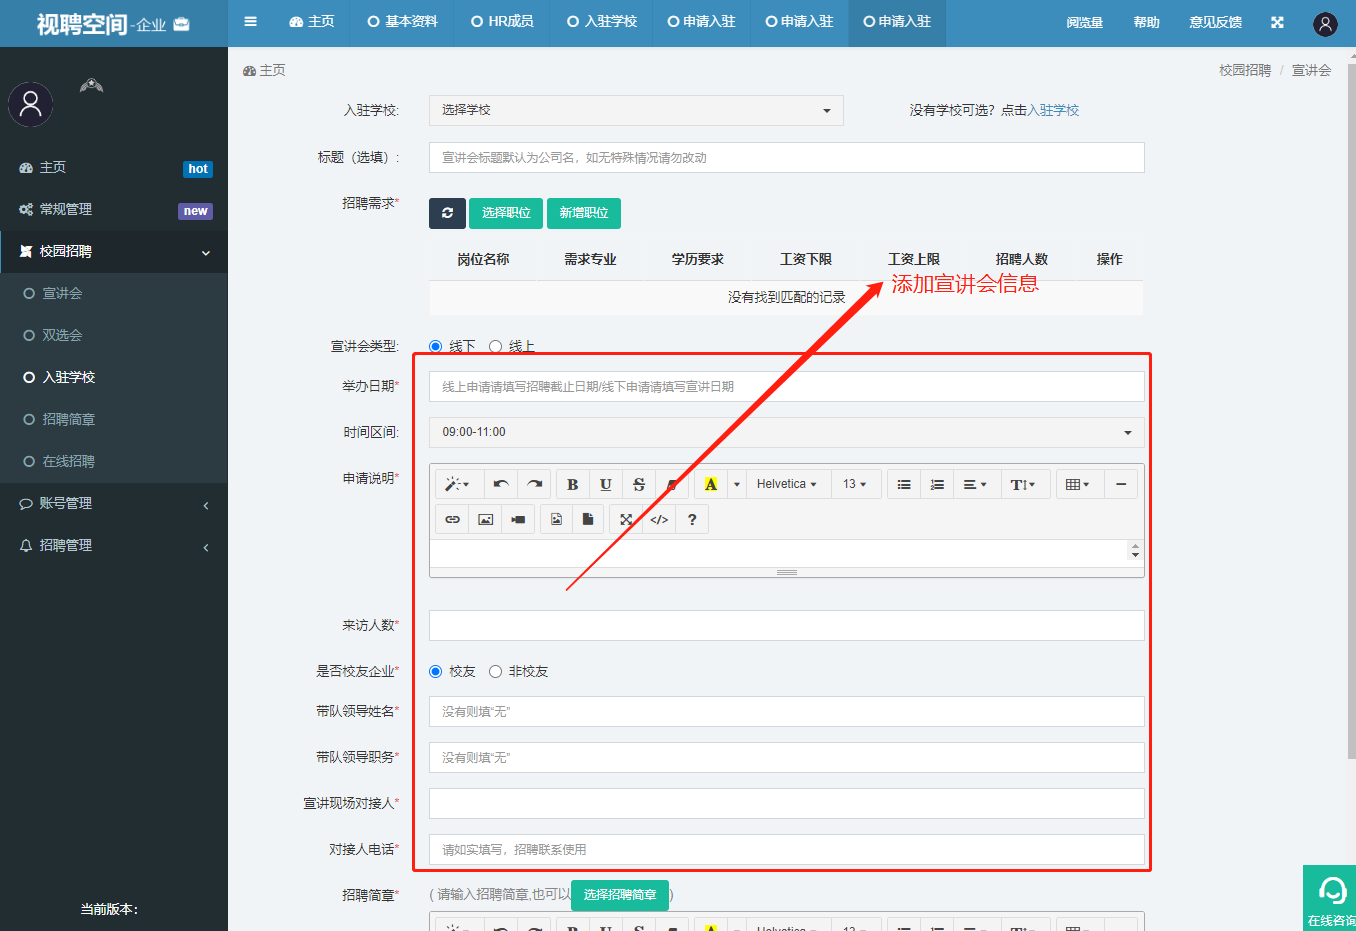 视聘空间-企业
主页
基本资料
HR成员
入驻学校
申请入驻
申请入驻
申请入驻
阅览量
帮助
意见反馈
主页
hot
常规管理
new
校园招聘
宣讲会
双选会
入驻学校
招聘简章
在线招聘
账号管理
招聘管理
当前版本：
主页
校园招聘 / 宣讲会
入驻学校:
选择学校
没有学校可选？点击入驻学校
标题（选填）:
宣讲会标题默认为公司名，如无特殊情况请勿改动
招聘需求*
选择职位
新增职位
岗位名称 需求专业 学历要求 工资下限 工资上限 招聘人数 操作
添加宣讲会信息
没有找到匹配的记录
宣讲会类型:
线下 线上
举办日期*
线上申请请填写招聘截止日期/线下申请请填写宣讲日期
时间区间:
09:00-11:00
申请说明*
B U S A Helvetica 13 T
</> ?
来访人数*
是否校友企业*
校友 非校友
带队领导姓名*
没有则填“无”
带队领导职务*
没有则填“无”
宣讲现场对接人*
对接人电话*
请如实填写，招聘联系使用
招聘简章*
( 请输入招聘简章,也可以 选择招聘简章 )
在线咨询